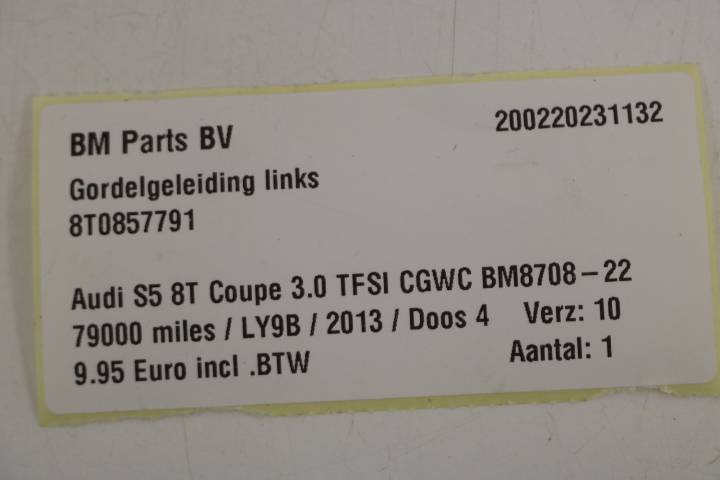 BM Parts BV 200220231132
Gordelgeleiding links
8T0857791
Audi S5 8T Coupe 3.0 TFSI CGWC BM8708-22
79000 miles / LY9B / 2013 / Doos 4 Verz: 10
9.95 Euro incl .BTW Aantal: 1